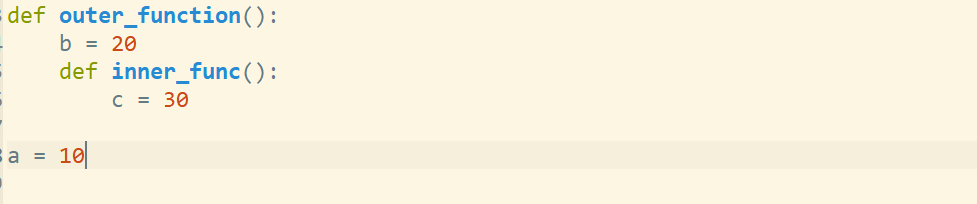 def outer_function():
    b = 20
    def inner_func():
        c = 30
a = 10